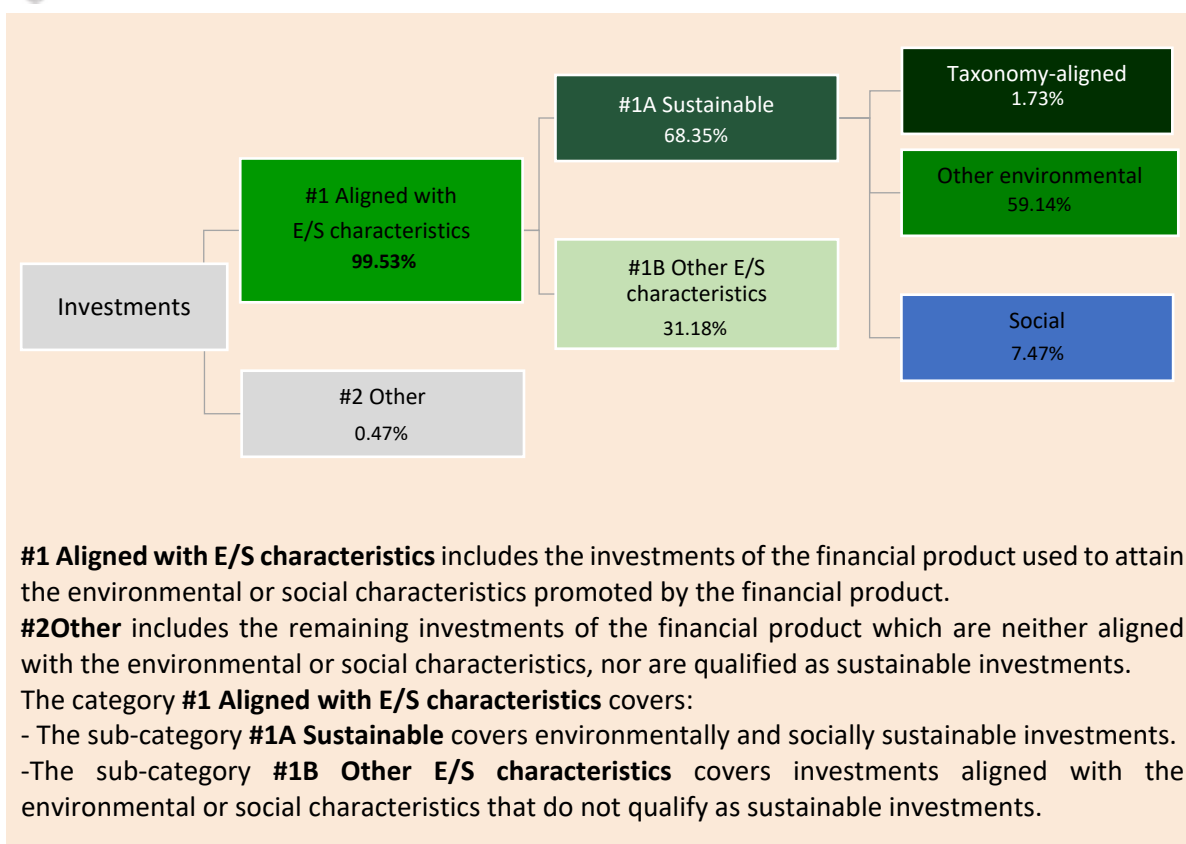 Investments
#1 Aligned with
E/S characteristics
99.53%
#2 Other
0.47%
#1A Sustainable
68.35%
#1B Other E/S
characteristics
31.18%
Taxonomy-aligned
1.73%
Other environmental
59.14%
Social
7.47%
#1 Aligned with E/S characteristics includes the investments of the financial product used to attain
the environmental or social characteristics promoted by the financial product.
#2Other includes the remaining investments of the financial product which are neither aligned
with the environmental or social characteristics, nor are qualified as sustainable investments.
The category #1 Aligned with E/S characteristics covers:
- The sub-category #1A Sustainable covers environmentally and socially sustainable investments.
-The sub-category #1B Other E/S characteristics covers investments aligned with the
environmental or social characteristics that do not qualify as sustainable investments.